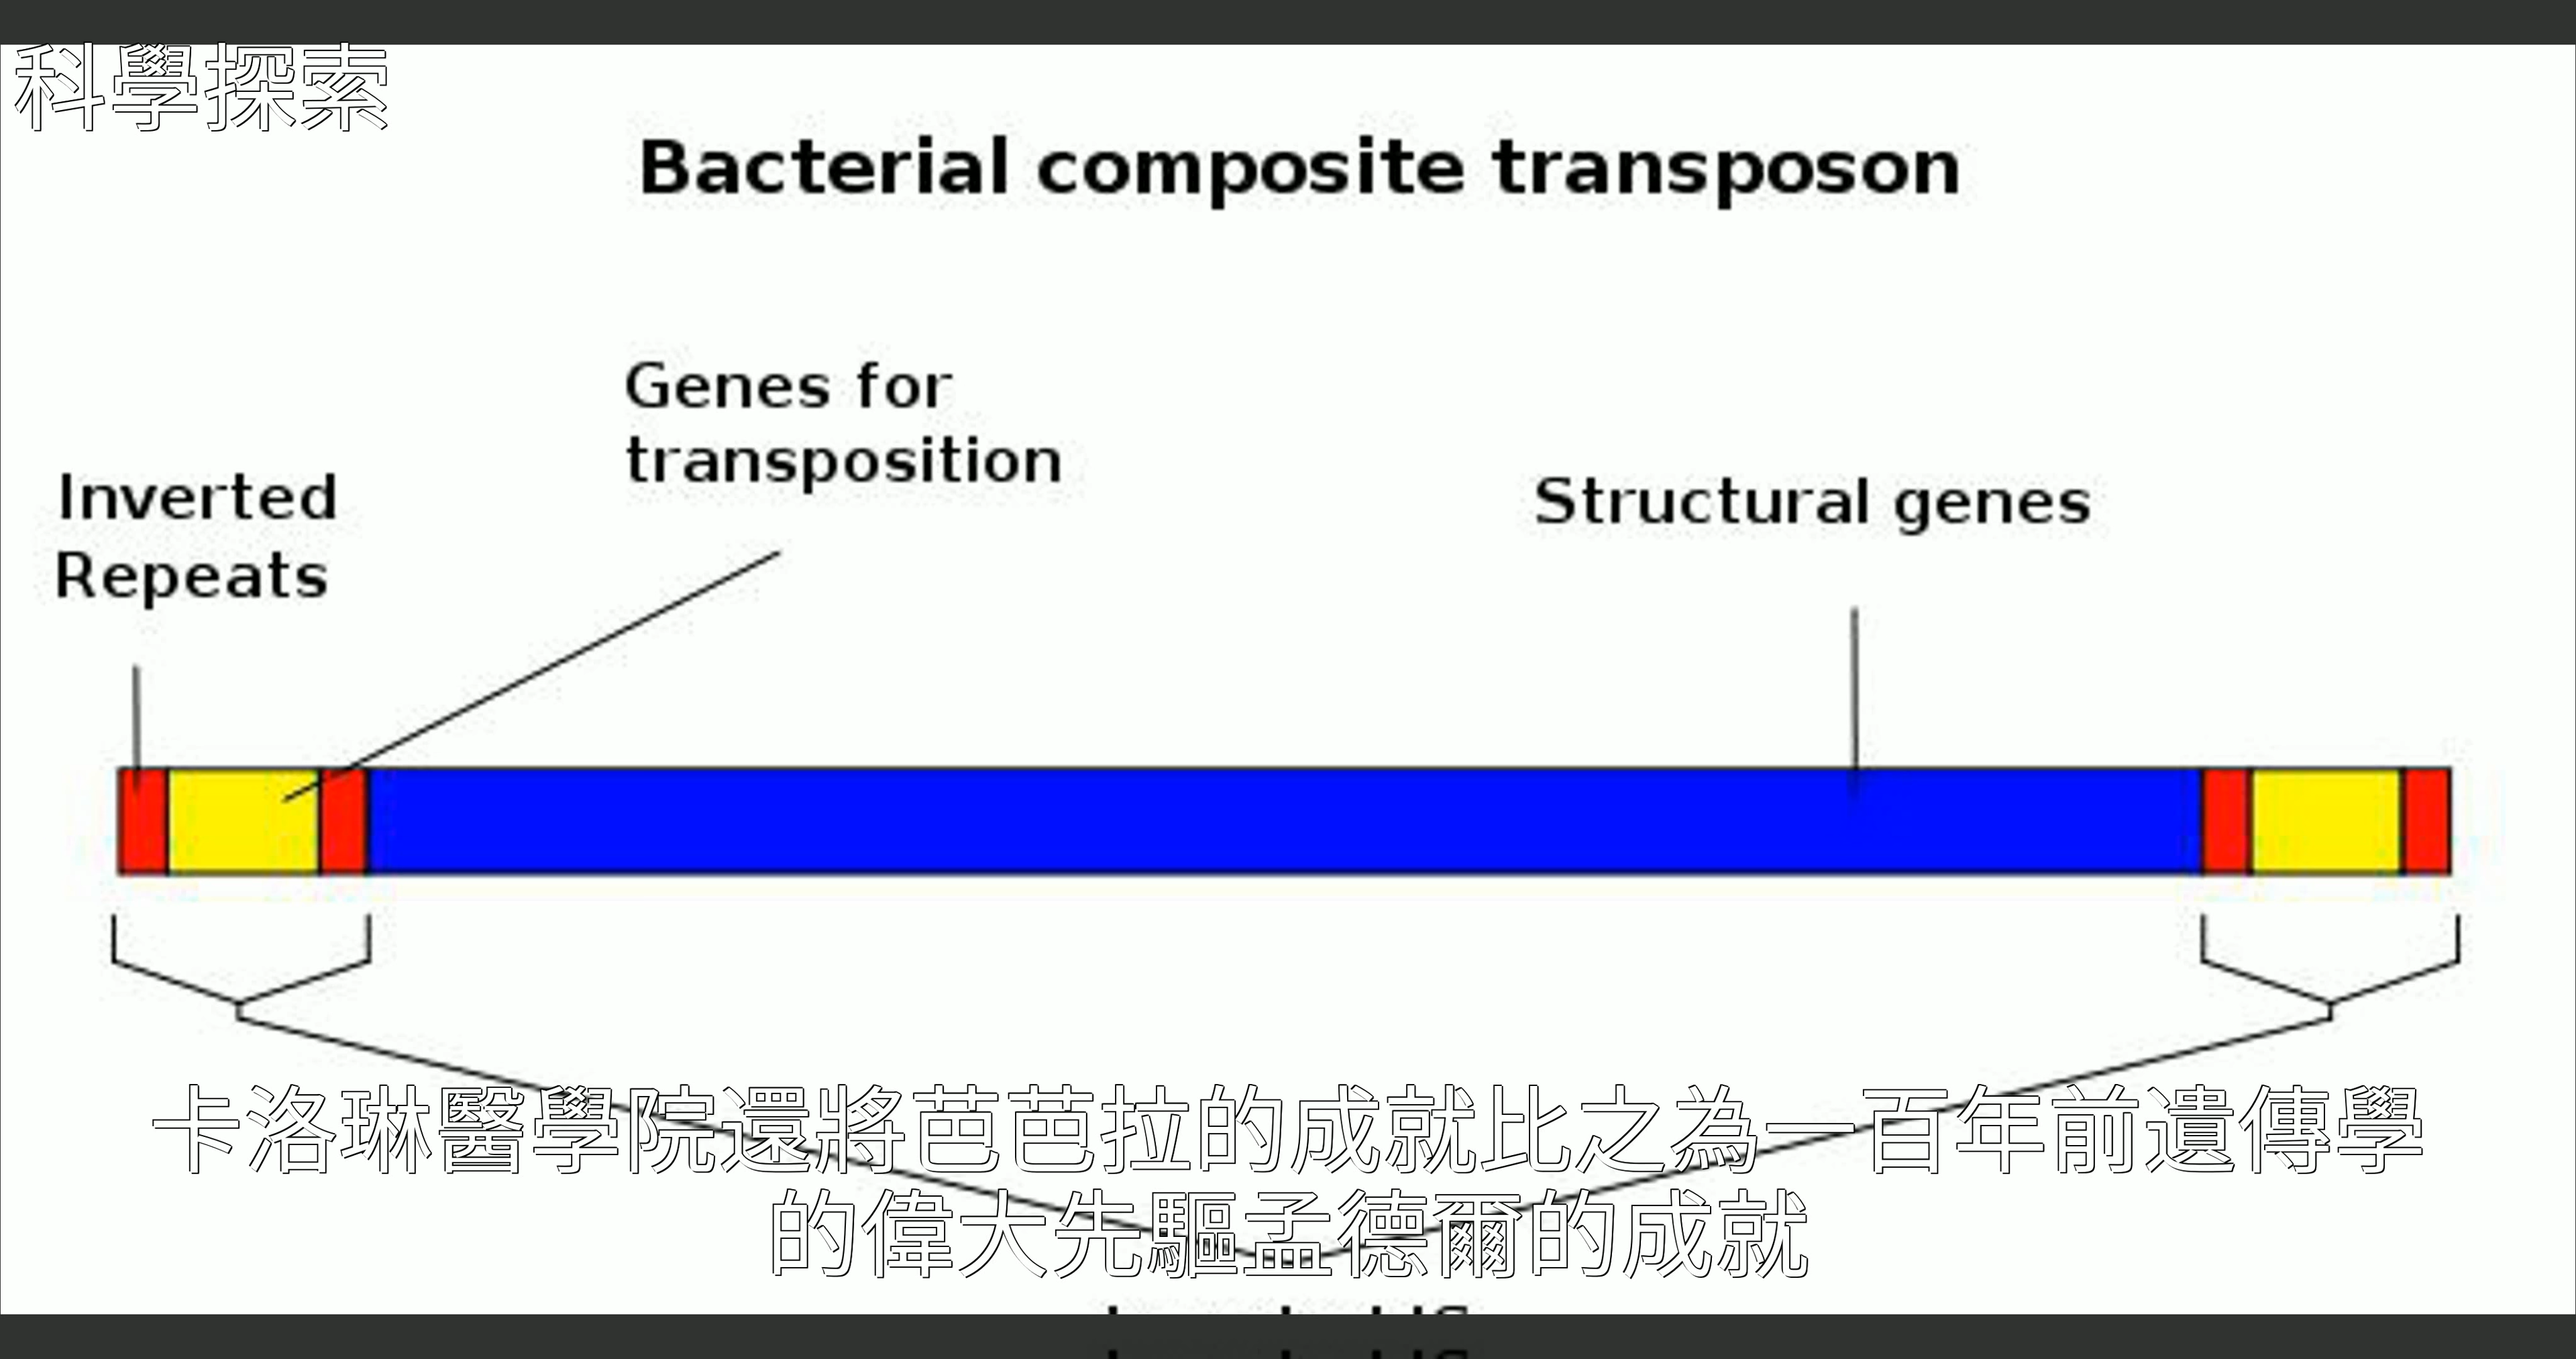 科學探索
Bacterial composite transposon
Genes for
transposition
Inverted
Repeats
Structural genes
卡洛琳醫學院還將芭芭拉的成就比之為一百年前遺傳學
的偉大先驅孟德爾的成就